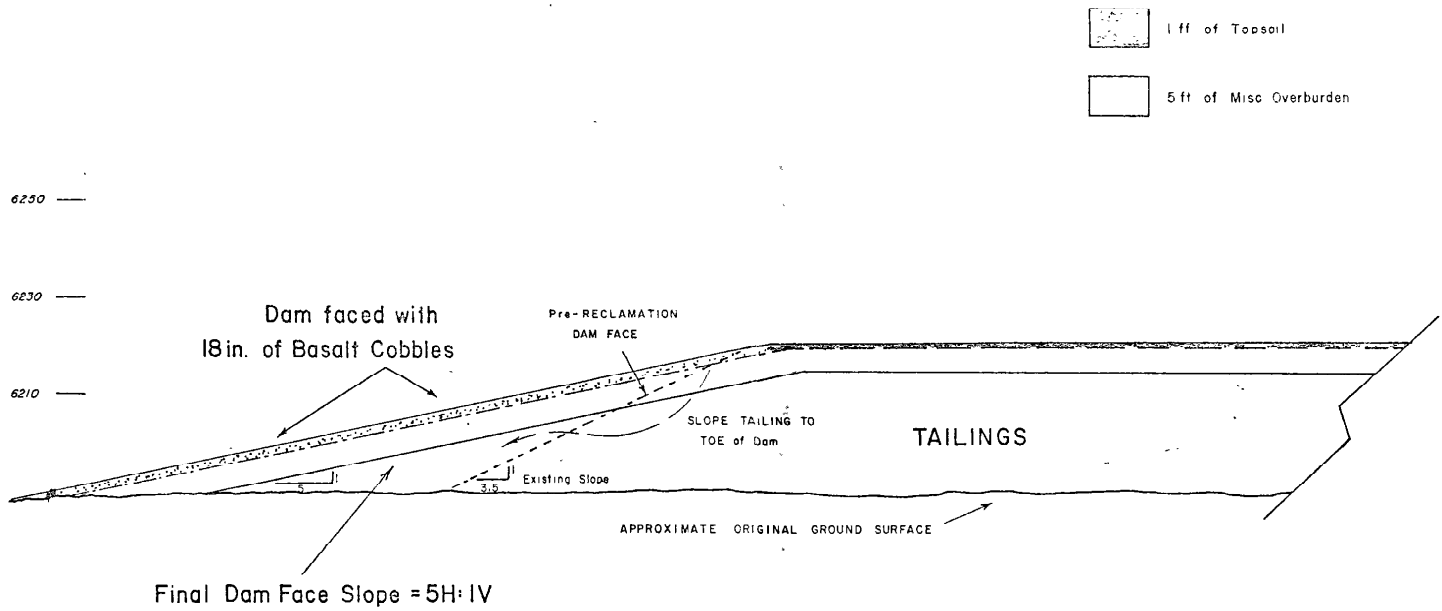 1 ft of Topsoil
5 ft of Misc Overburden
6250
6230
Dam faced with
18 in. of Basalt Cobbles
Pre-RECLAMATION
DAM FACE
6210
SLOPE TAILING TO
TOE of Dam
TAILINGS
1
5
1
3.5
Existing Slope
APPROXIMATE ORIGINAL GROUND SURFACE
Final Dam Face Slope = 5H:1V